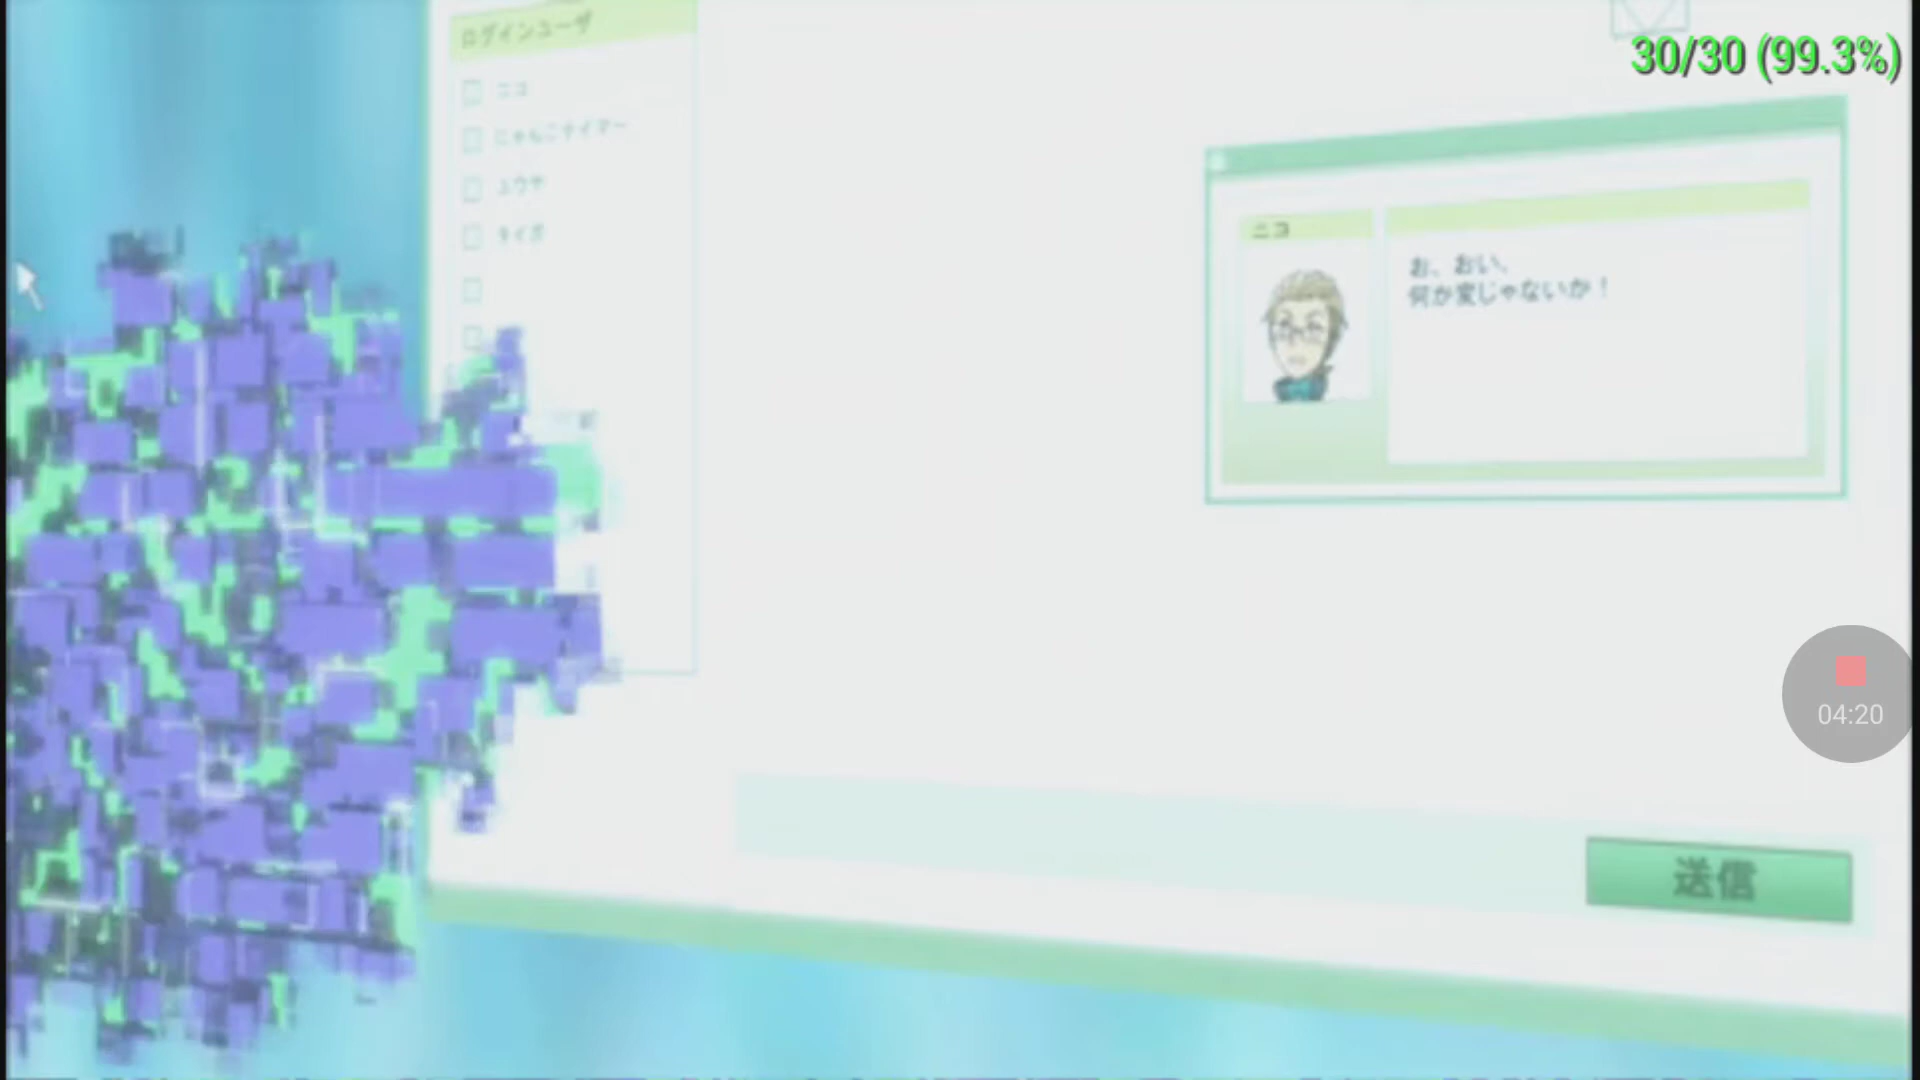 ログインユーザ
ニコ
にゃんこタイマー
ユウヤ
タイガ
30/30 (99.3%)
ニコ
お、おい、
何か変じゃないか！
04:20
送信